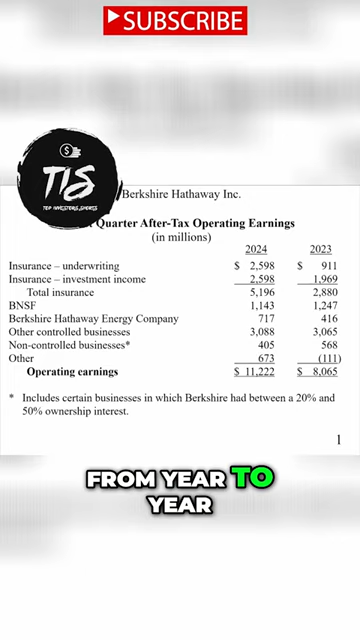 SUBSCRIBE
TIS
TOP INVESTORS SHORTS
Berkshire Hathaway Inc.
Quarter After-Tax Operating Earnings
(in millions)
2024 2023
Insurance – underwriting $ 2,598 $ 911
Insurance – investment income 2,598 1,969
Total insurance 5,196 2,880
BNSF 1,143 1,247
Berkshire Hathaway Energy Company 717 416
Other controlled businesses 3,088 3,065
Non-controlled businesses* 405 568
Other 673 (111)
Operating earnings $ 11,222 $ 8,065
* Includes certain businesses in which Berkshire had between a 20% and
50% ownership interest.
1
FROM YEAR TO
YEAR